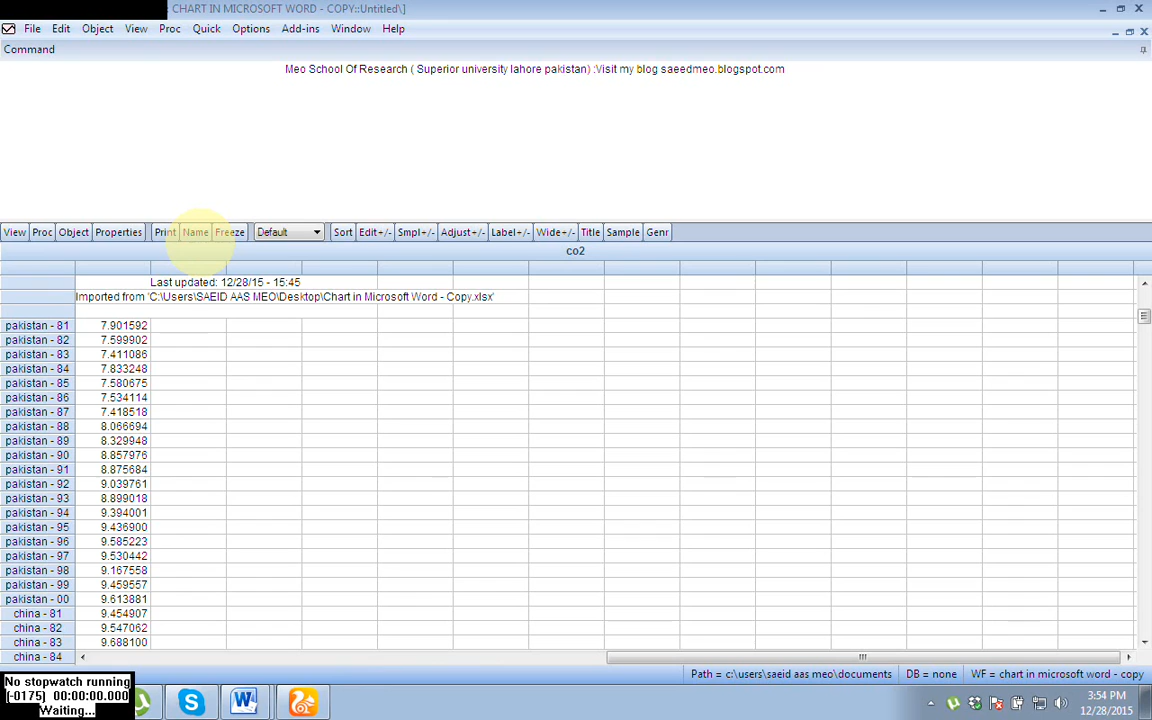 CHART IN MICROSOFT WORD - COPY::Untitled\]
File Edit Object View Proc Quick Options Add-ins Window Help
Command
Meo School Of Research ( Superior university lahore pakistan) :Visit my blog saeedmeo.blogspot.com
View Proc Object Properties Print Name Freeze Default Sort Edit+/- Smpl+/- Adjust+/- Label+/- Wide+/- Title Sample Genr
co2
Last updated: 12/28/15 - 15:45
Imported from 'C:\Users\SAEID AAS MEO\Desktop\Chart in Microsoft Word - Copy.xlsx'
pakistan - 81 7.901592
pakistan - 82 7.599902
pakistan - 83 7.411086
pakistan - 84 7.833248
pakistan - 85 7.580675
pakistan - 86 7.534114
pakistan - 87 7.418518
pakistan - 88 8.066694
pakistan - 89 8.329948
pakistan - 90 8.857976
pakistan - 91 8.875684
pakistan - 92 9.039761
pakistan - 93 8.899018
pakistan - 94 9.394001
pakistan - 95 9.436900
pakistan - 96 9.585223
pakistan - 97 9.530442
pakistan - 98 9.167558
pakistan - 99 9.459557
pakistan - 00 9.613881
china - 81 9.454907
china - 82 9.547062
china - 83 9.688100
china - 84
Path = c:\users\saeid aas meo\documents DB = none WF = chart in microsoft word - copy
No stopwatch running
(-0175) 00:00:00.000
Waiting...
3:54 PM
12/28/2015